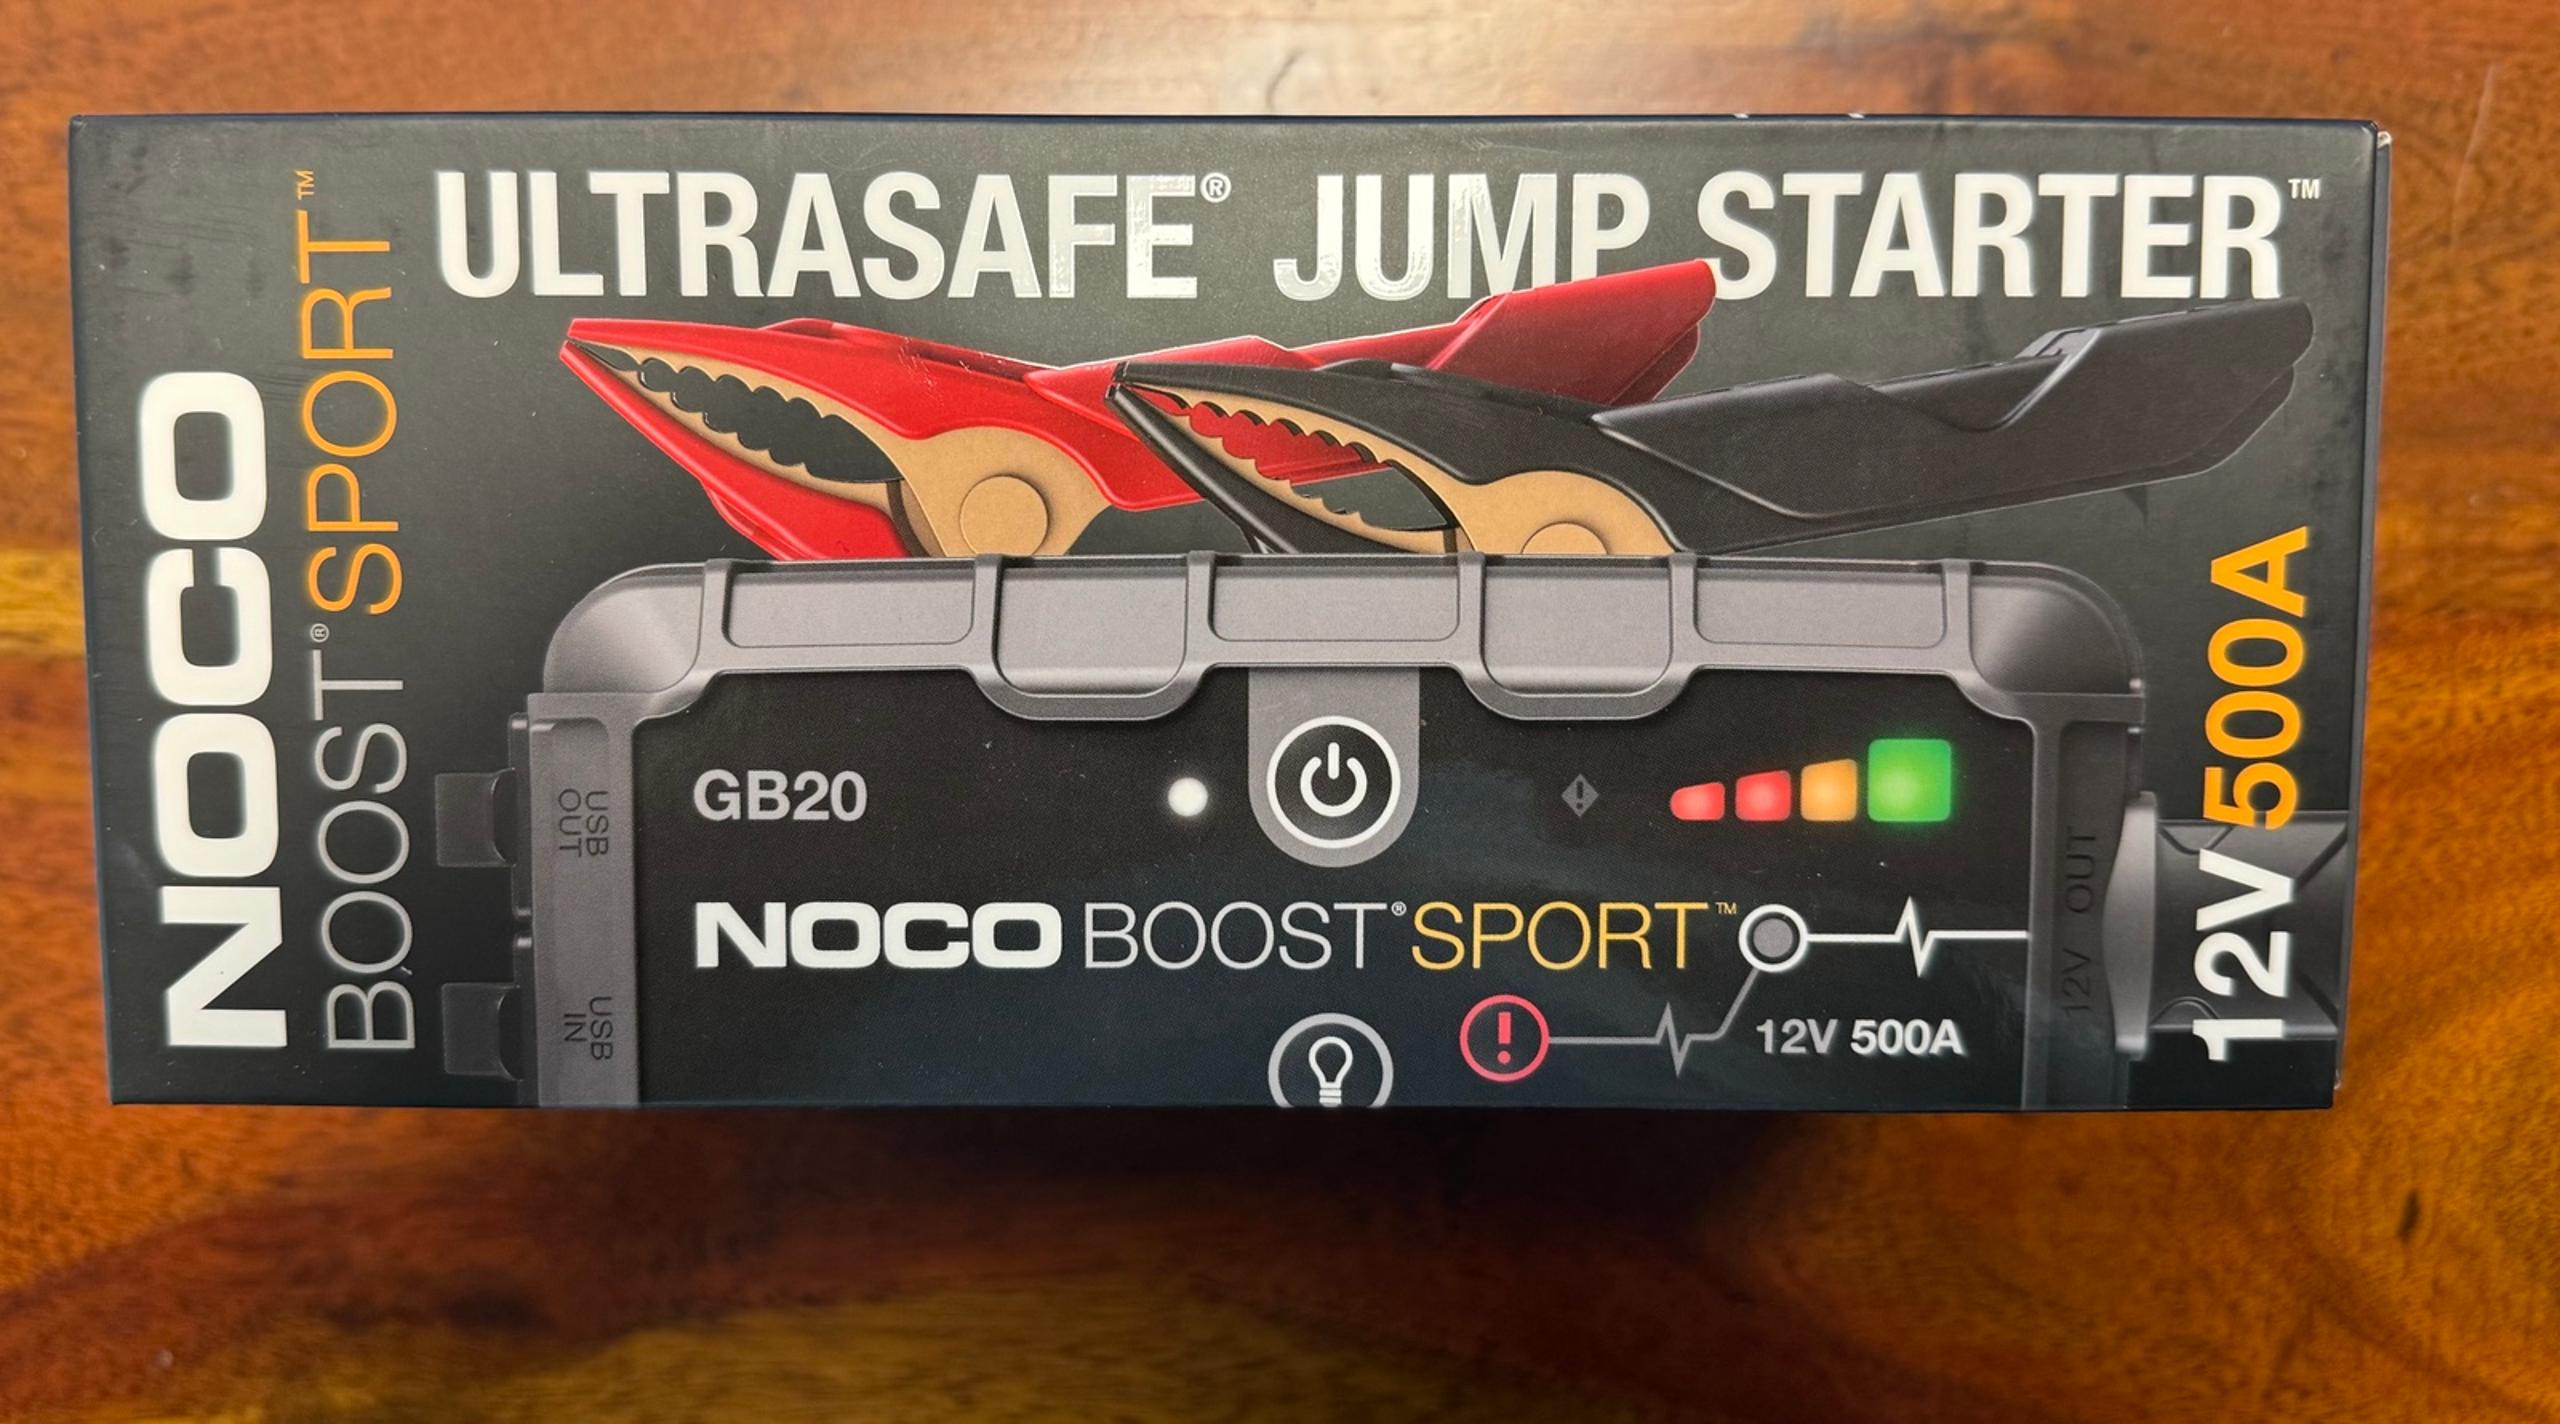 NOCO
BOOST® SPORT™
ULTRASAFE® JUMP STARTER™
12V 500A
USB OUT
USB IN
GB20
NOCO BOOST® SPORT™
12V 500A
12V OUT